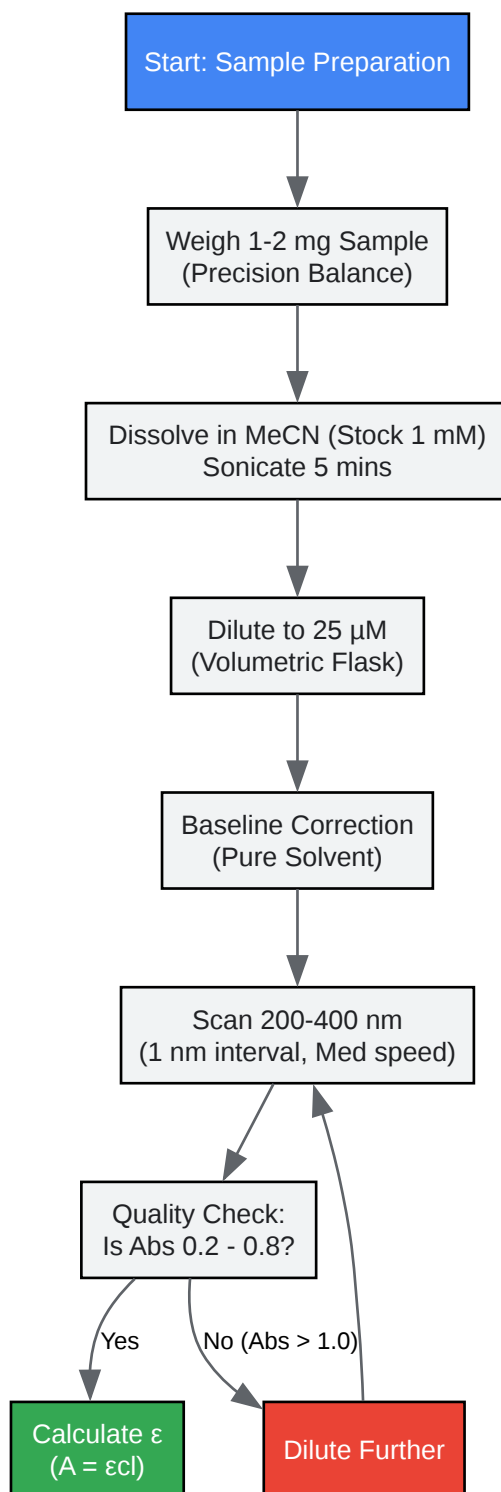 Start: Sample Preparation
Weigh 1-2 mg Sample
(Precision Balance)
Dissolve in MeCN (Stock 1 mM)
Sonicate 5 mins
Dilute to 25 µM
(Volumetric Flask)
Baseline Correction
(Pure Solvent)
Scan 200-400 nm
(1 nm interval, Med speed)
Quality Check:
Is Abs 0.2 - 0.8?
Yes
No (Abs > 1.0)
Calculate ε
(A = εcl)
Dilute Further